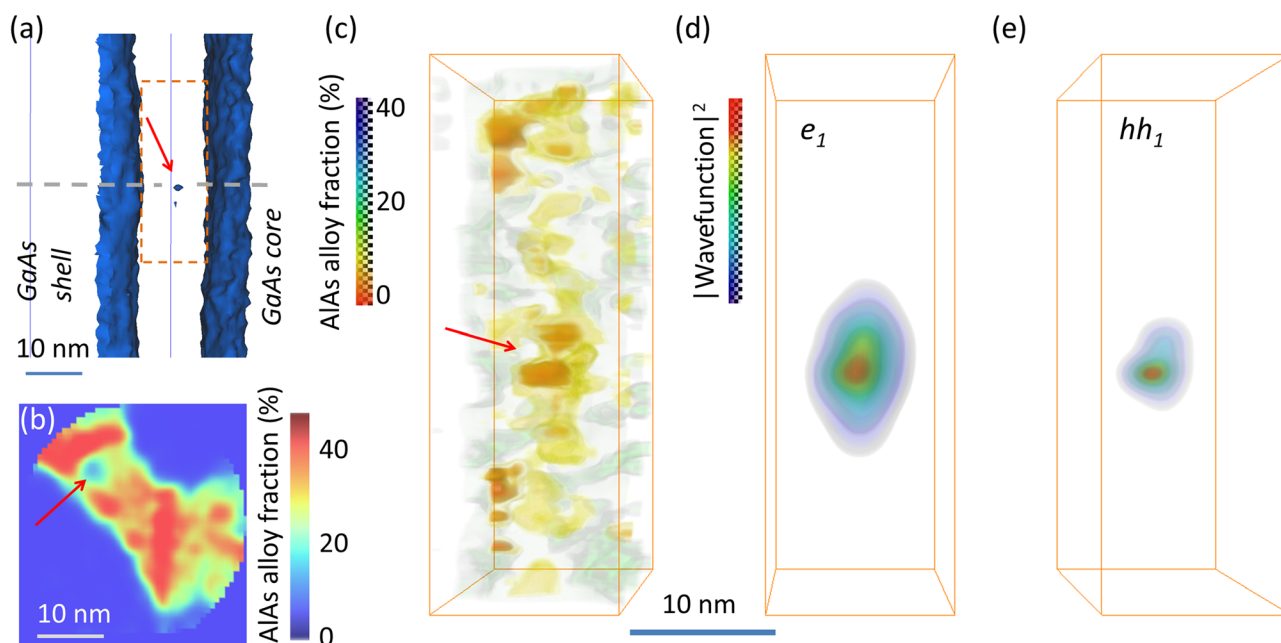 (a)
GaAs
shell
GaAs core
10 nm
(b)
10 nm
AlAs alloy fraction (%)
40
20
0
(c)
AlAs alloy fraction (%)
40
20
0
10 nm
(d)
|Wavefunction|²
e₁
(e)
hh₁